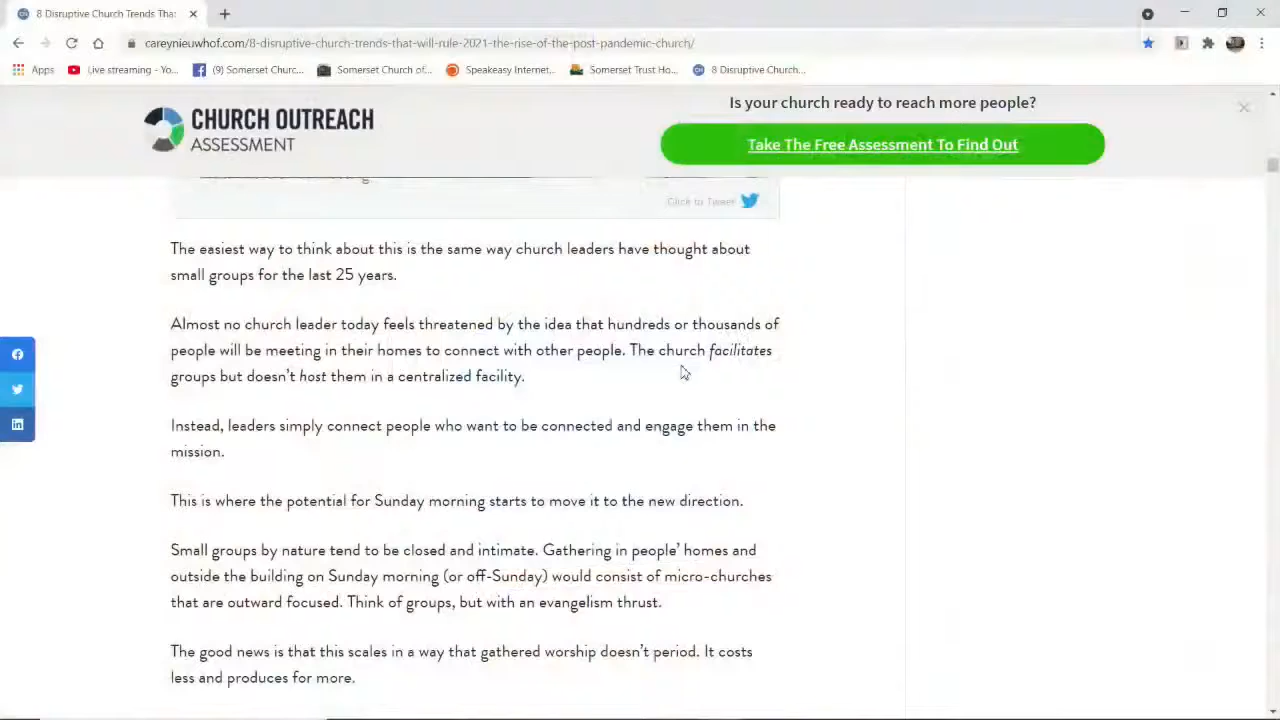 8 Disruptive Church Trends Tha
careynieuwhof.com/8-disruptive-church-trends-that-will-rule-2021-the-rise-of-the-post-pandemic-church/
Apps Live streaming - Yo... (9) Somerset Churc... Somerset Church of... Speakeasy Internet... Somerset Trust Ho... 8 Disruptive Church...
CHURCH OUTREACH
ASSESSMENT
Is your church ready to reach more people?
Take The Free Assessment To Find Out
Click to Tweet
The easiest way to think about this is the same way church leaders have thought about
small groups for the last 25 years.
Almost no church leader today feels threatened by the idea that hundreds or thousands of
people will be meeting in their homes to connect with other people. The church facilitates
groups but doesn't host them in a centralized facility.
Instead, leaders simply connect people who want to be connected and engage them in the
mission.
This is where the potential for Sunday morning starts to move it to the new direction.
Small groups by nature tend to be closed and intimate. Gathering in people' homes and
outside the building on Sunday morning (or off-Sunday) would consist of micro-churches
that are outward focused. Think of groups, but with an evangelism thrust.
The good news is that this scales in a way that gathered worship doesn't period. It costs
less and produces for more.